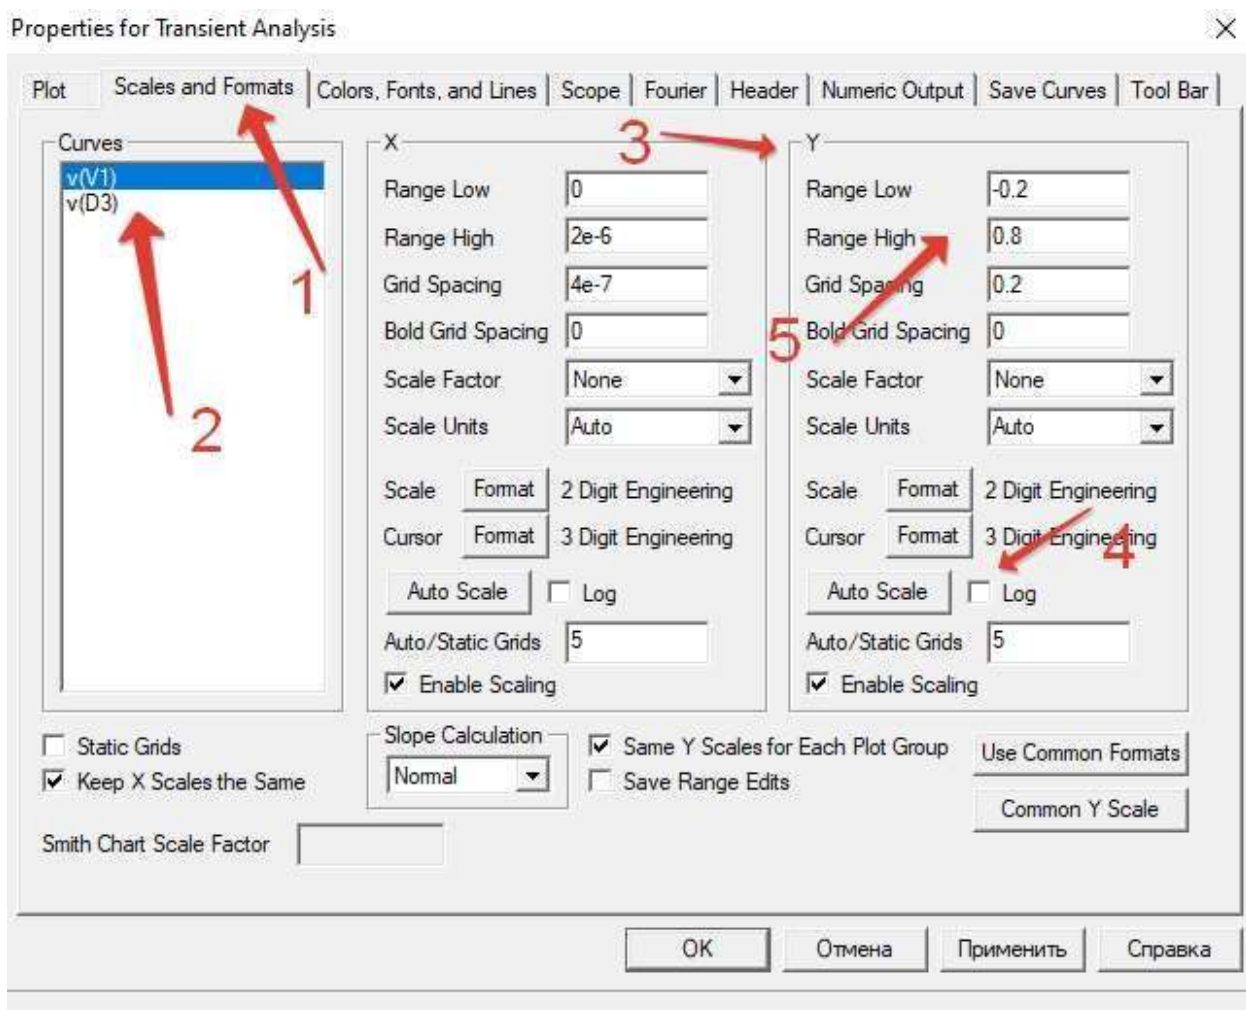 Properties for Transient Analysis
Plot Scales and Formats Colors, Fonts, and Lines Scope Fourier Header Numeric Output Save Curves Tool Bar
1
2
3
4
5
Curves
v(V1)
v(D3)
X
Range Low 0
Range High 2e-6
Grid Spacing 4e-7
Bold Grid Spacing 0
Scale Factor None
Scale Units Auto
Scale Format 2 Digit Engineering
Cursor Format 3 Digit Engineering
Auto Scale Log
Auto/Static Grids 5
Enable Scaling
Y
Range Low -0.2
Range High 0.8
Grid Spacing 0.2
Bold Grid Spacing 0
Scale Factor None
Scale Units Auto
Scale Format 2 Digit Engineering
Cursor Format 3 Digit Engineering
Auto Scale Log
Auto/Static Grids 5
Enable Scaling
Static Grids
Keep X Scales the Same
Slope Calculation
Normal
Same Y Scales for Each Plot Group
Save Range Edits
Use Common Formats
Common Y Scale
Smith Chart Scale Factor
OK Отмена Применить Справка